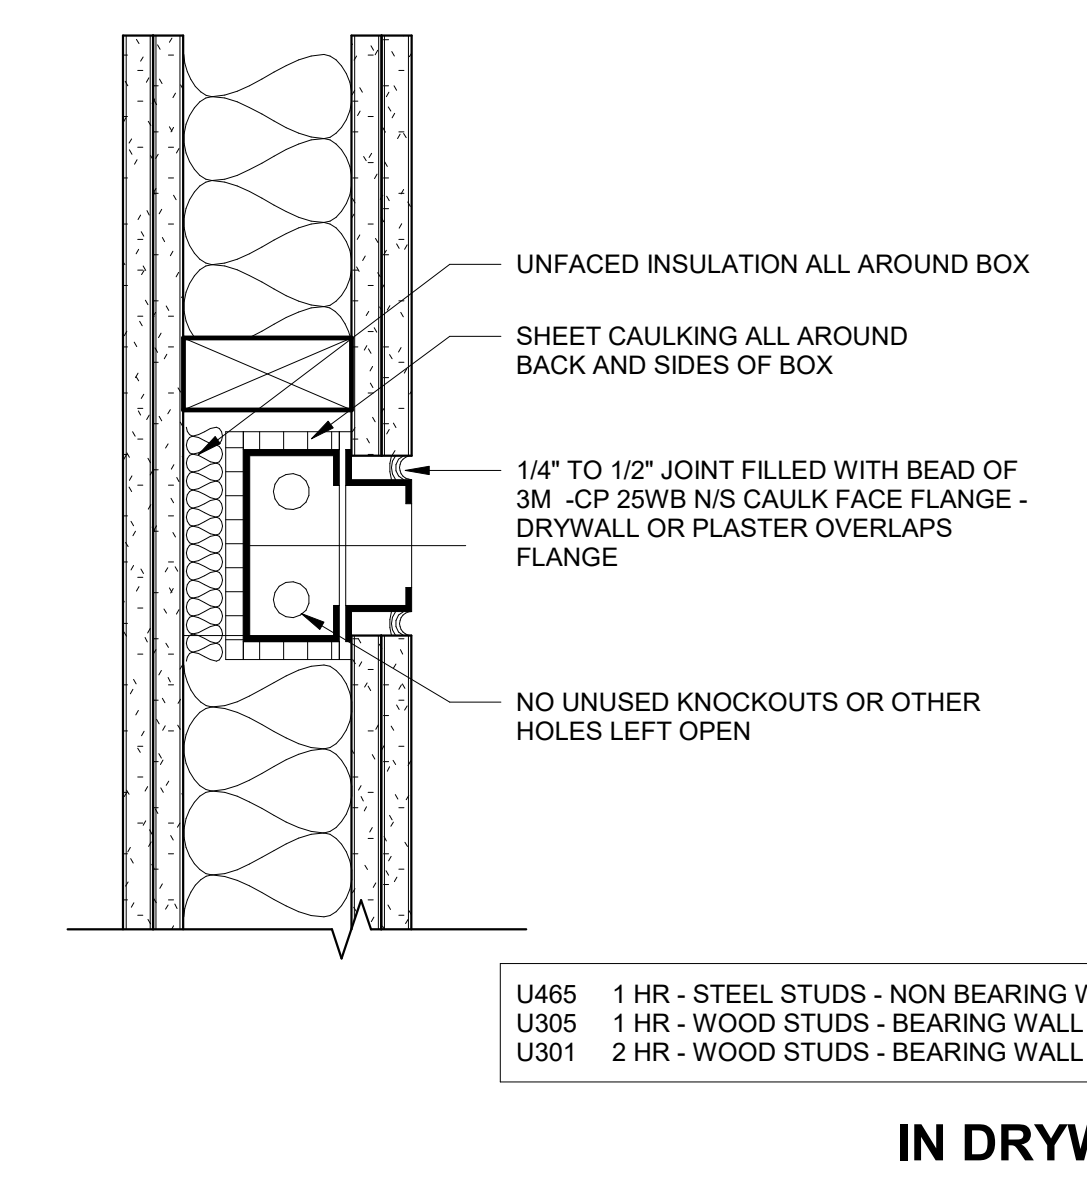 UNFACED INSULATION ALL AROUND BOX
SHEET CAULKING ALL AROUND
BACK AND SIDES OF BOX
1/4" TO 1/2" JOINT FILLED WITH BEAD OF
3M -CP 25WB N/S CAULK FACE FLANGE -
DRYWALL OR PLASTER OVERLAPS
FLANGE
NO UNUSED KNOCKOUTS OR OTHER
HOLES LEFT OPEN
U465 1 HR - STEEL STUDS - NON BEARING
U305 1 HR - WOOD STUDS - BEARING WALL
U301 2 HR - WOOD STUDS - BEARING WALL
IN